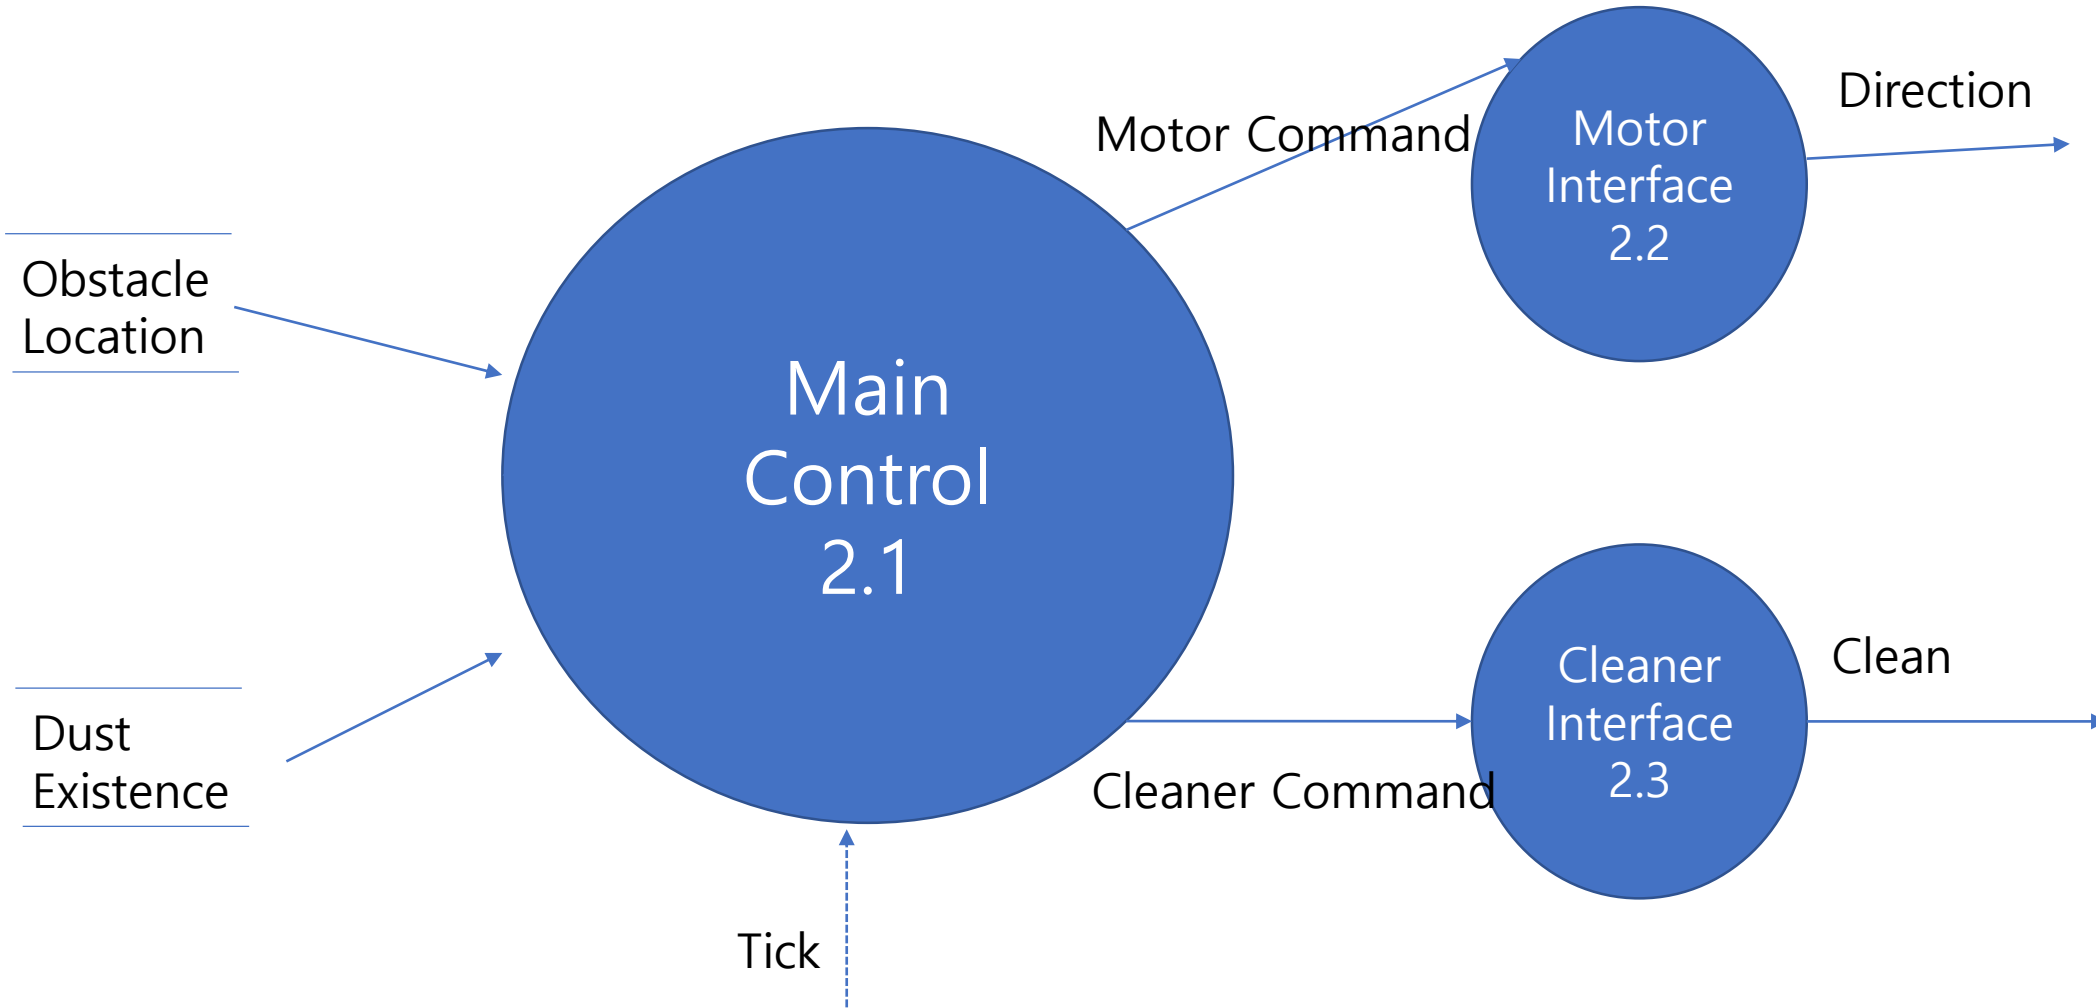 Obstacle
Location
Dust
Existence
Main
Control
2.1
Tick
Motor Command
Cleaner Command
Motor
Interface
2.2
Direction
Cleaner
Interface
2.3
Clean